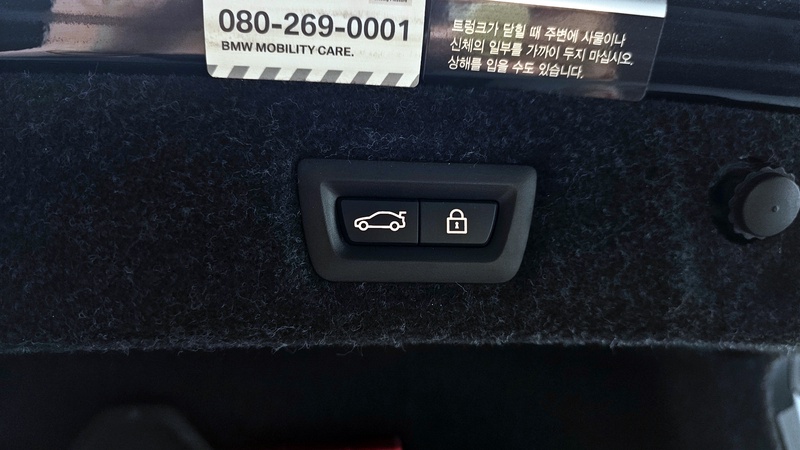 080-269-0001
BMW MOBILITY CARE.
트렁크가 닫힐 때 주변에 사물이나
신체의 일부를 가까이 두지 마십시오.
상해를 입을 수도 있습니다.